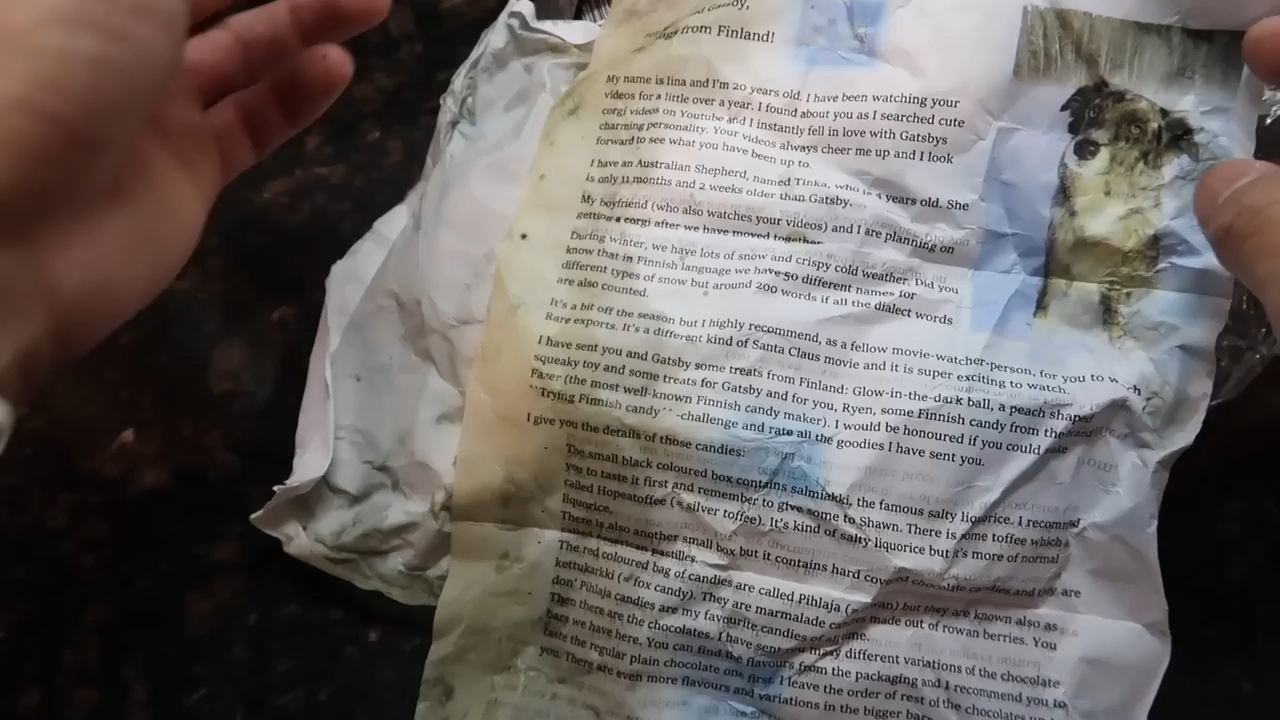 from Finland!
My name is Iina and I'm 20 years old. I have been watching your
videos for a little over a year. I found about you as I searched cute
corgi videos on Youtube and I instantly fell in love with Gatsbys
charming personality. Your videos always cheer me up and I look
forward to see what you have been up to.
I have an Australian Shepherd, named Tinka, who is 4 years old. She
is only 11 months and 2 weeks older than Gatsby.
My boyfriend (who also watches your videos) and I are planning on
getting a corgi after we have moved together.
During winter, we have lots of snow and crispy cold weather. Did you
know that in Finnish language we have 50 different names for
different types of snow but around 200 words if all the dialect words
are also counted.
It's a bit off the season but I highly recommend, as a fellow movie-watcher-person, for you to watch
Rare exports. It's a different kind of Santa Claus movie and it is super exciting to watch.
I have sent you and Gatsby some treats from Finland: Glow-in-the-dark ball, a peach shaped
squeaky toy and some treats for Gatsby and for you, Ryen, some Finnish candy from the brand
Fazer (the most well-known Finnish candy maker). I would be honoured if you could make
``Trying Finnish candy´´ -challenge and rate all the goodies I have sent you.
I give you the details of those candies:
- The small black coloured box contains salmiakki, the famous salty liqorice. I recommend
you to taste it first and remember to give some to Shawn. There is some toffee which is
called Hopeatoffee (= silver toffee). It's kind of salty liquorice but it's more of normal
liquorice.
- There is also another small box but it contains hard covered chocolate candies and they are
called American pastilles.
- The red coloured bag of candies are called Pihlaja (= rowan) but they are known also as
kettukarkki (= fox candy). They are marmalade candies made out of rowan berries. You
don' Pihlaja candies are my favourite candies of all time.
Then there are the chocolates. I have sent you many different variations of the chocolate
bars we have here. You can find the flavours from the packaging and I recommend you to
taste the regular plain chocolate one first. I leave the order of rest of the chocolates up to
you. There are even more flavours and variations in the bigger bars